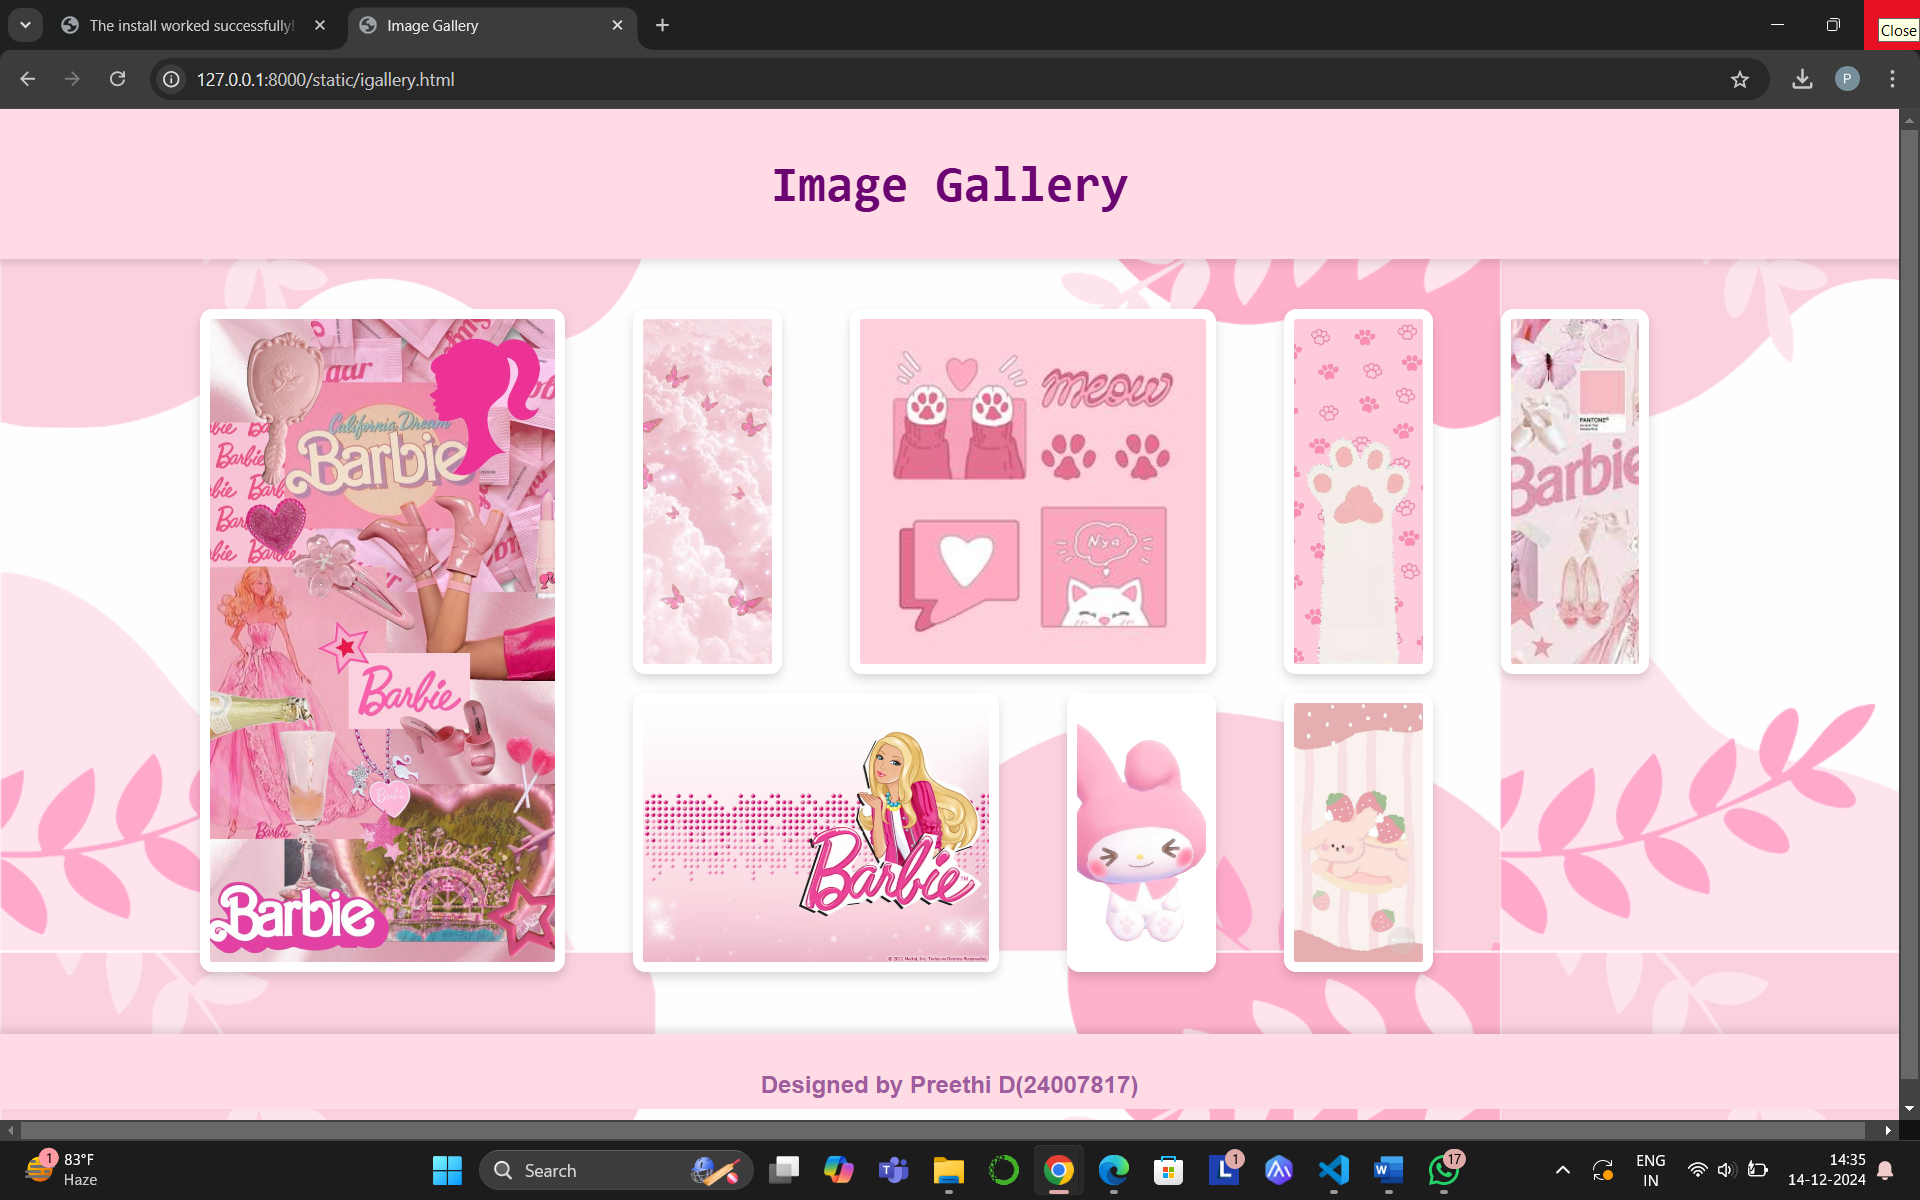 The install worked successfully!
Image Gallery
Close
127.0.0.1:8000/static/igallery.html
P
Image Gallery
California Dream
Barbie
Barbie
Barbie
Barbie
Barbie
meow
Nya
PANTONE
Barbie
Barbie
Designed by Preethi D(24007817)
1
83°F
Haze
Search
1
17
ENG
IN
14:35
14-12-2024